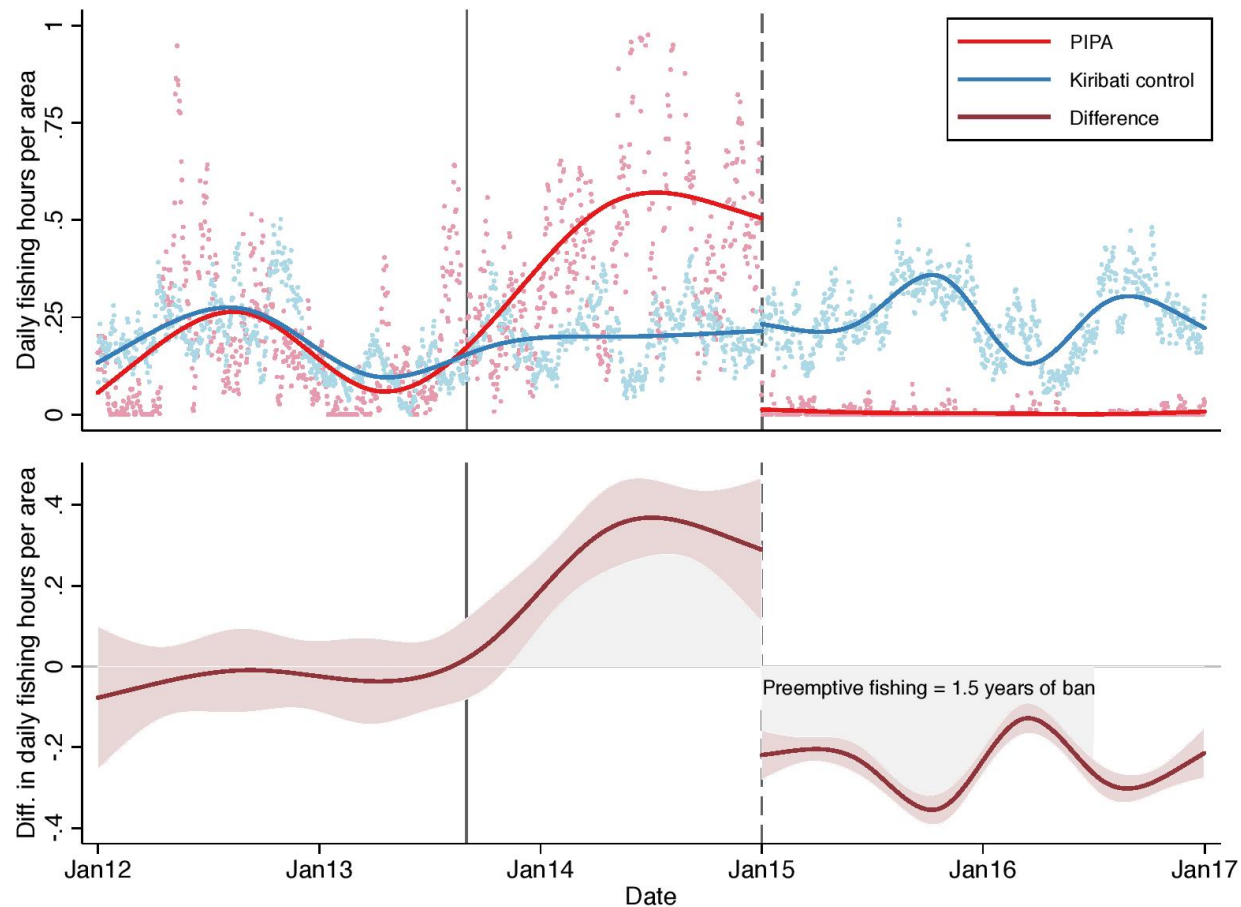 Daily fishing hours per area
1
.75
.5
.25
0
PIPA
Kiribati control
Difference
Diff. in daily fishing hours per area
.4
.2
0
-.2
-.4
Preemptive fishing = 1.5 years of ban
Jan12
Jan13
Jan14
Jan15
Jan16
Jan17
Date